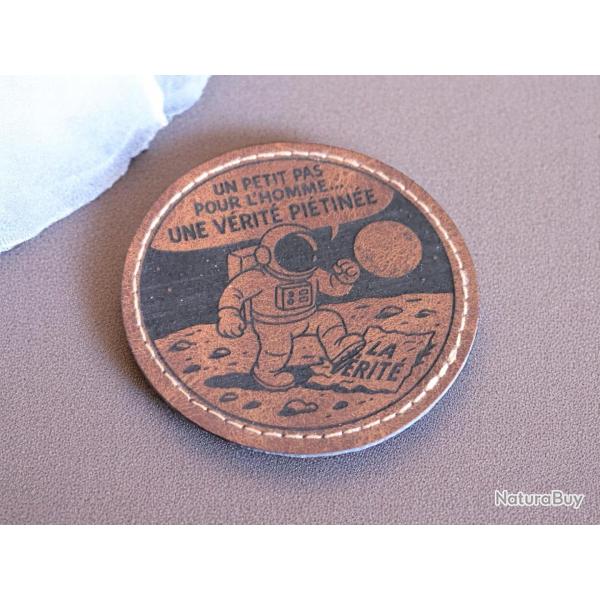 UN PETIT PAS
POUR L'HOMME...
UNE VÉRITÉ PIÉTINÉE
LA
VÉRITÉ
NaturaBuy